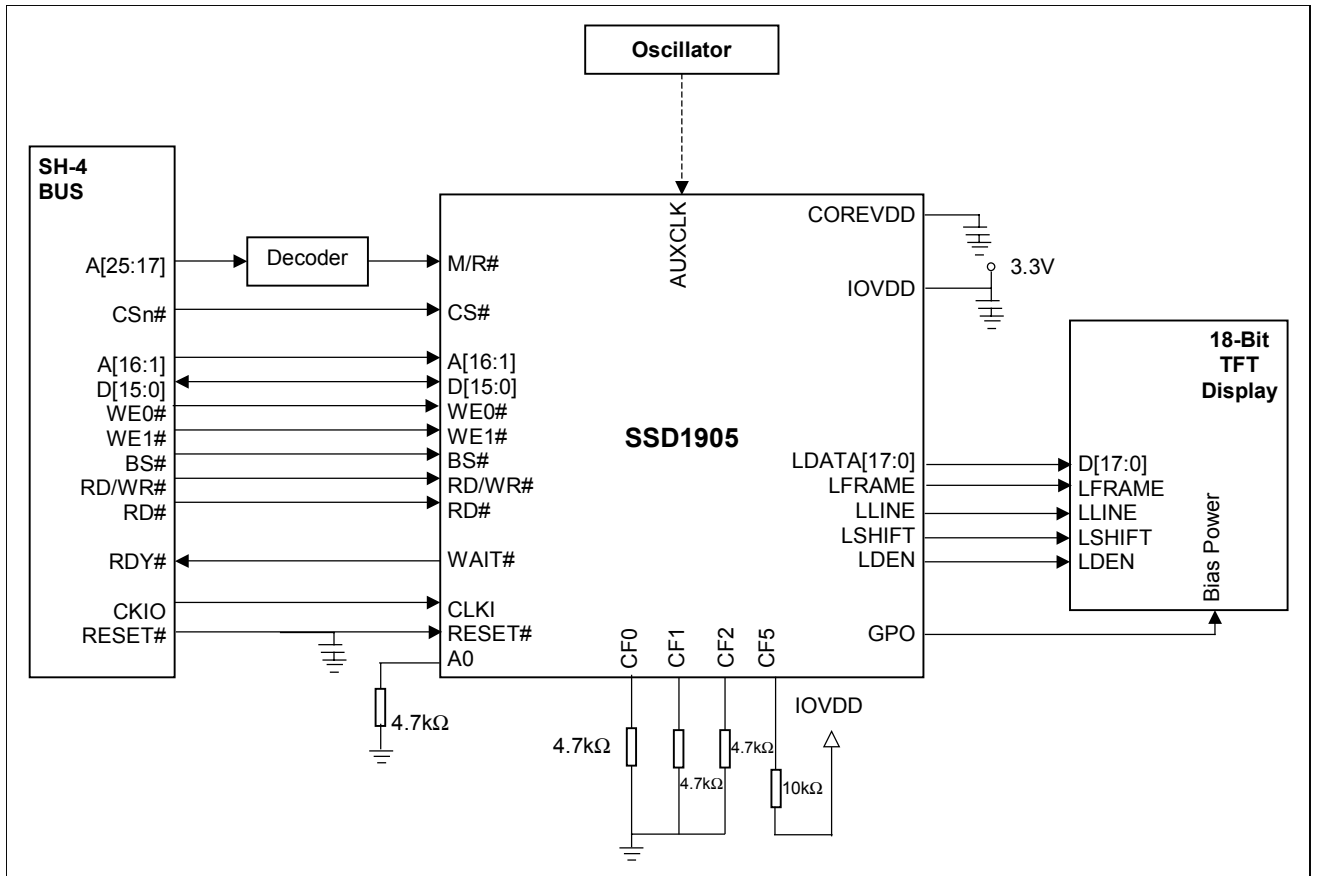 Oscillator
SH-4
BUS
A[25:17]
CSn#
A[16:1]
D[15:0]
WE0#
WE1#
BS#
RD/WR#
RD#
RDY#
CKIO
RESET#
Decoder
M/R#
CS#
A[16:1]
D[15:0]
WE0#
WE1#
BS#
RD/WR#
RD#
WAIT#
CLKI
RESET#
A0
AUXCLK
SSD1905
COREVDD
IOVDD
3.3V
LDATA[17:0]
LFRAME
LLINE
LSHIFT
LDEN
GPO
18-Bit
TFT
Display
D[17:0]
LFRAME
LLINE
LSHIFT
LDEN
Bias Power
CF0
CF1
CF2
CF5
IOVDD
4.7kΩ
4.7kΩ
4.7kΩ
4.7kΩ
10kΩ